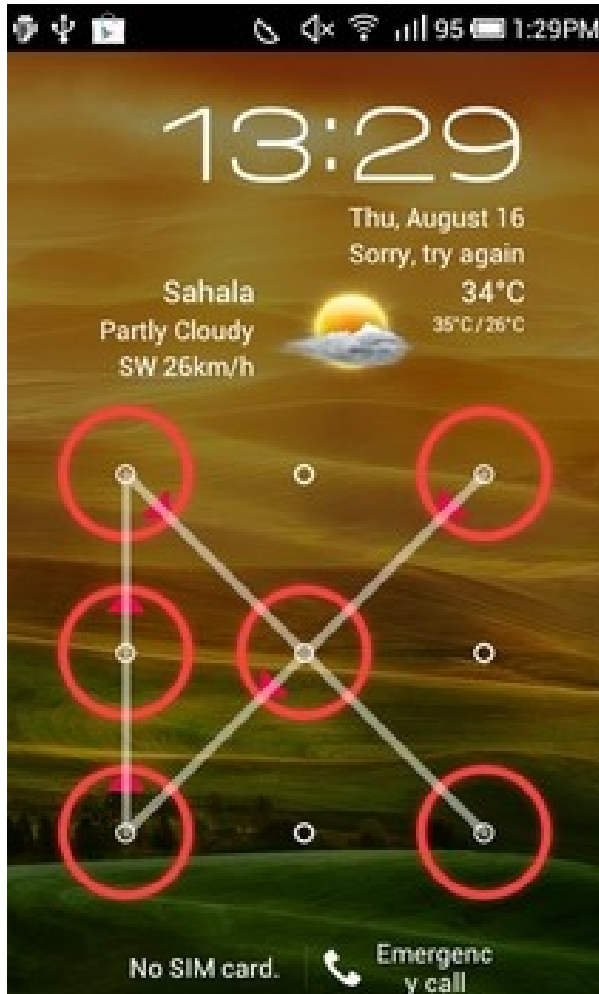 95 1:29PM
13:29
Thu, August 16
Sorry, try again
Sahala
34°C
Partly Cloudy
35°C / 26°C
SW 26km/h
No SIM card.
Emergenc
y call